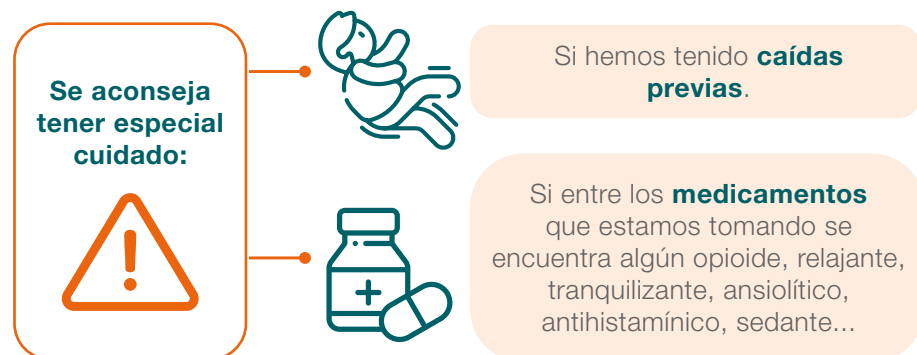 Se aconseja
tener especial
cuidado:
Si hemos tenido caídas
previas.
Si entre los medicamentos
que estamos tomando se
encuentra algún opioide, relajante,
tranquilizante, ansiolítico,
antihistamínico, sedante...